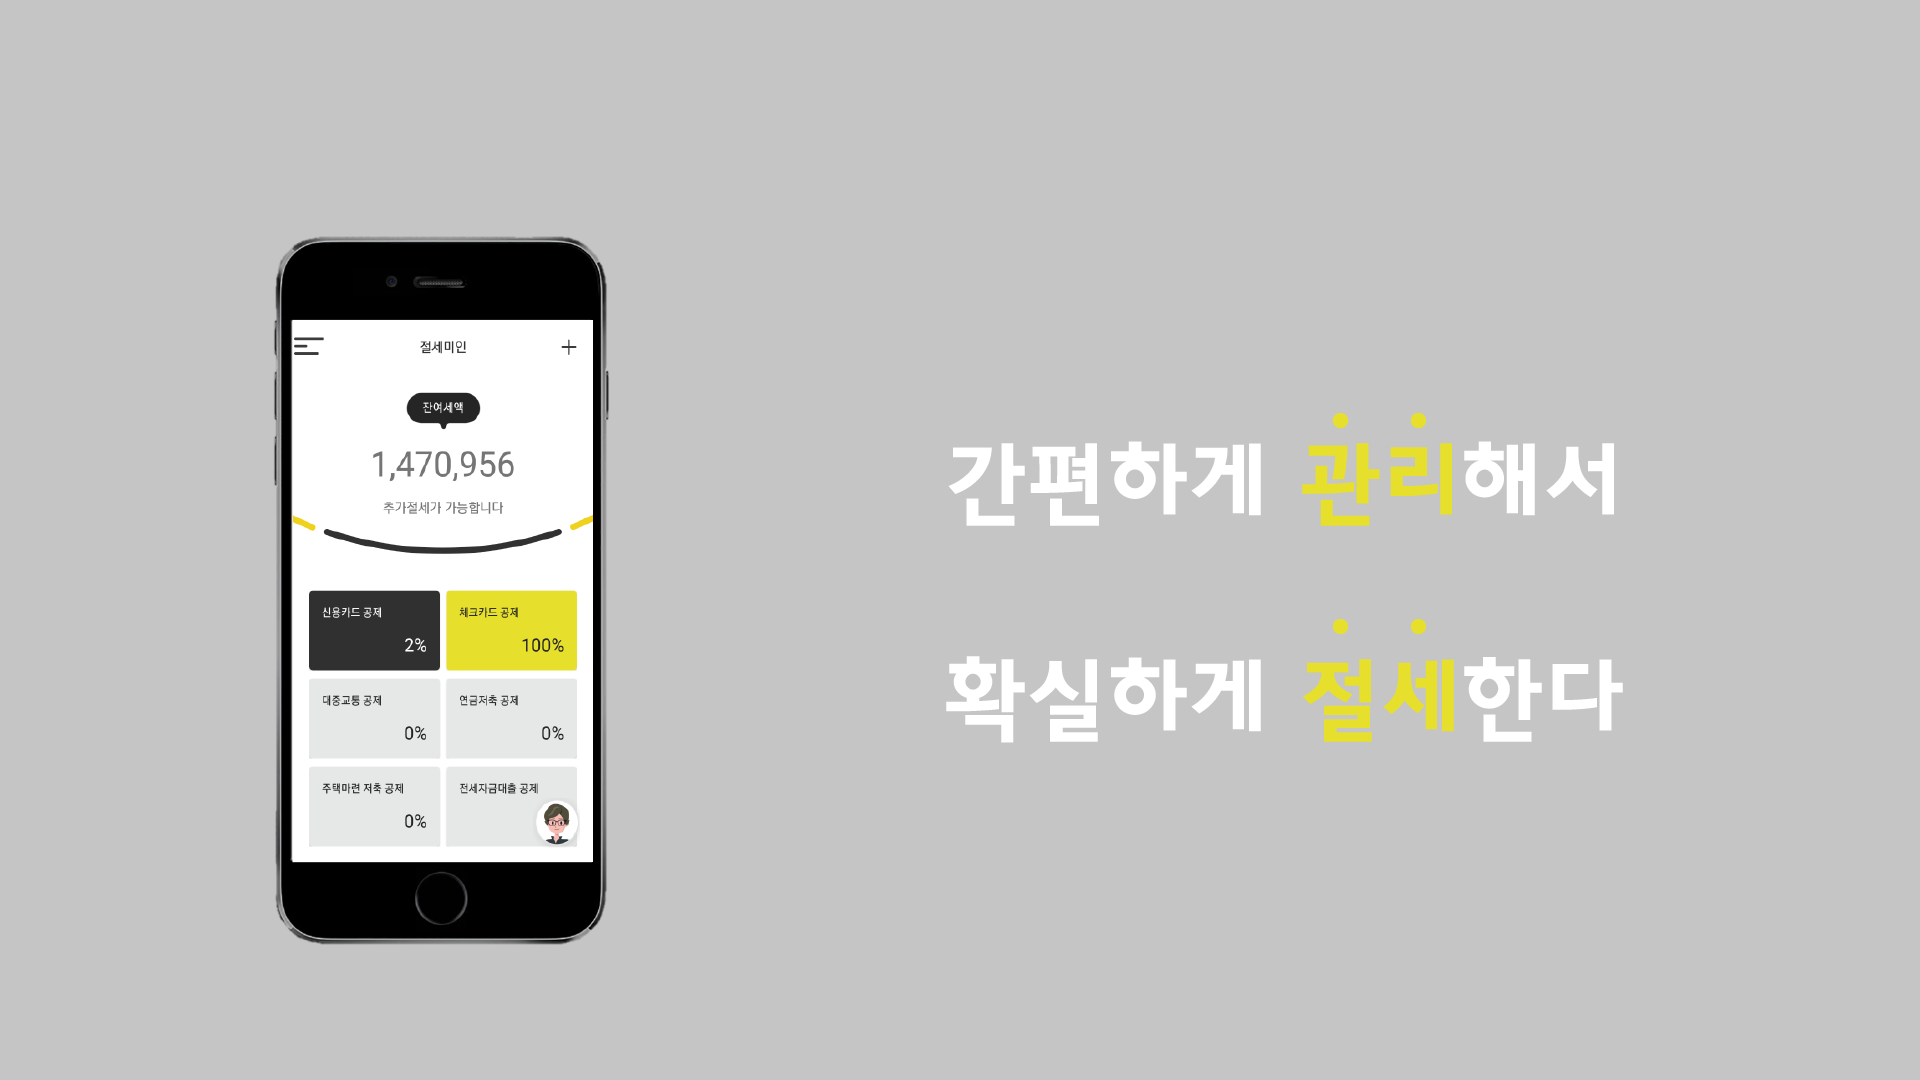 절세미인
잔여세액
1,470,956
추가절세가 가능합니다
신용카드 공제
2%
체크카드 공제
100%
대중교통 공제
0%
연금저축 공제
0%
주택마련 저축 공제
0%
전세자금대출 공제
간편하게 관리해서
확실하게 절세한다